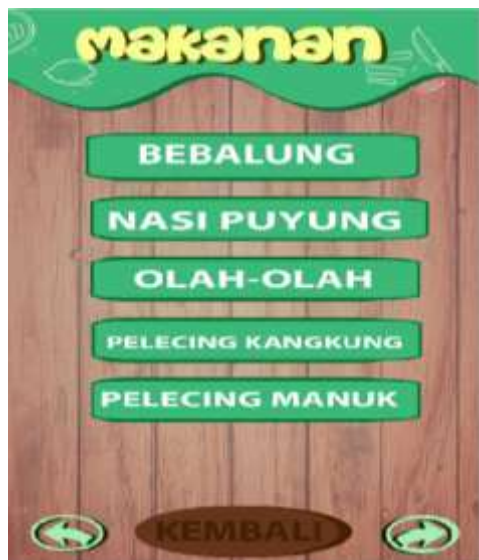 makanan
BEBALUNG
NASI PUYUNG
OLAH-OLAH
PELECING KANGKUNG
PELECING MANUK
KEMBALI